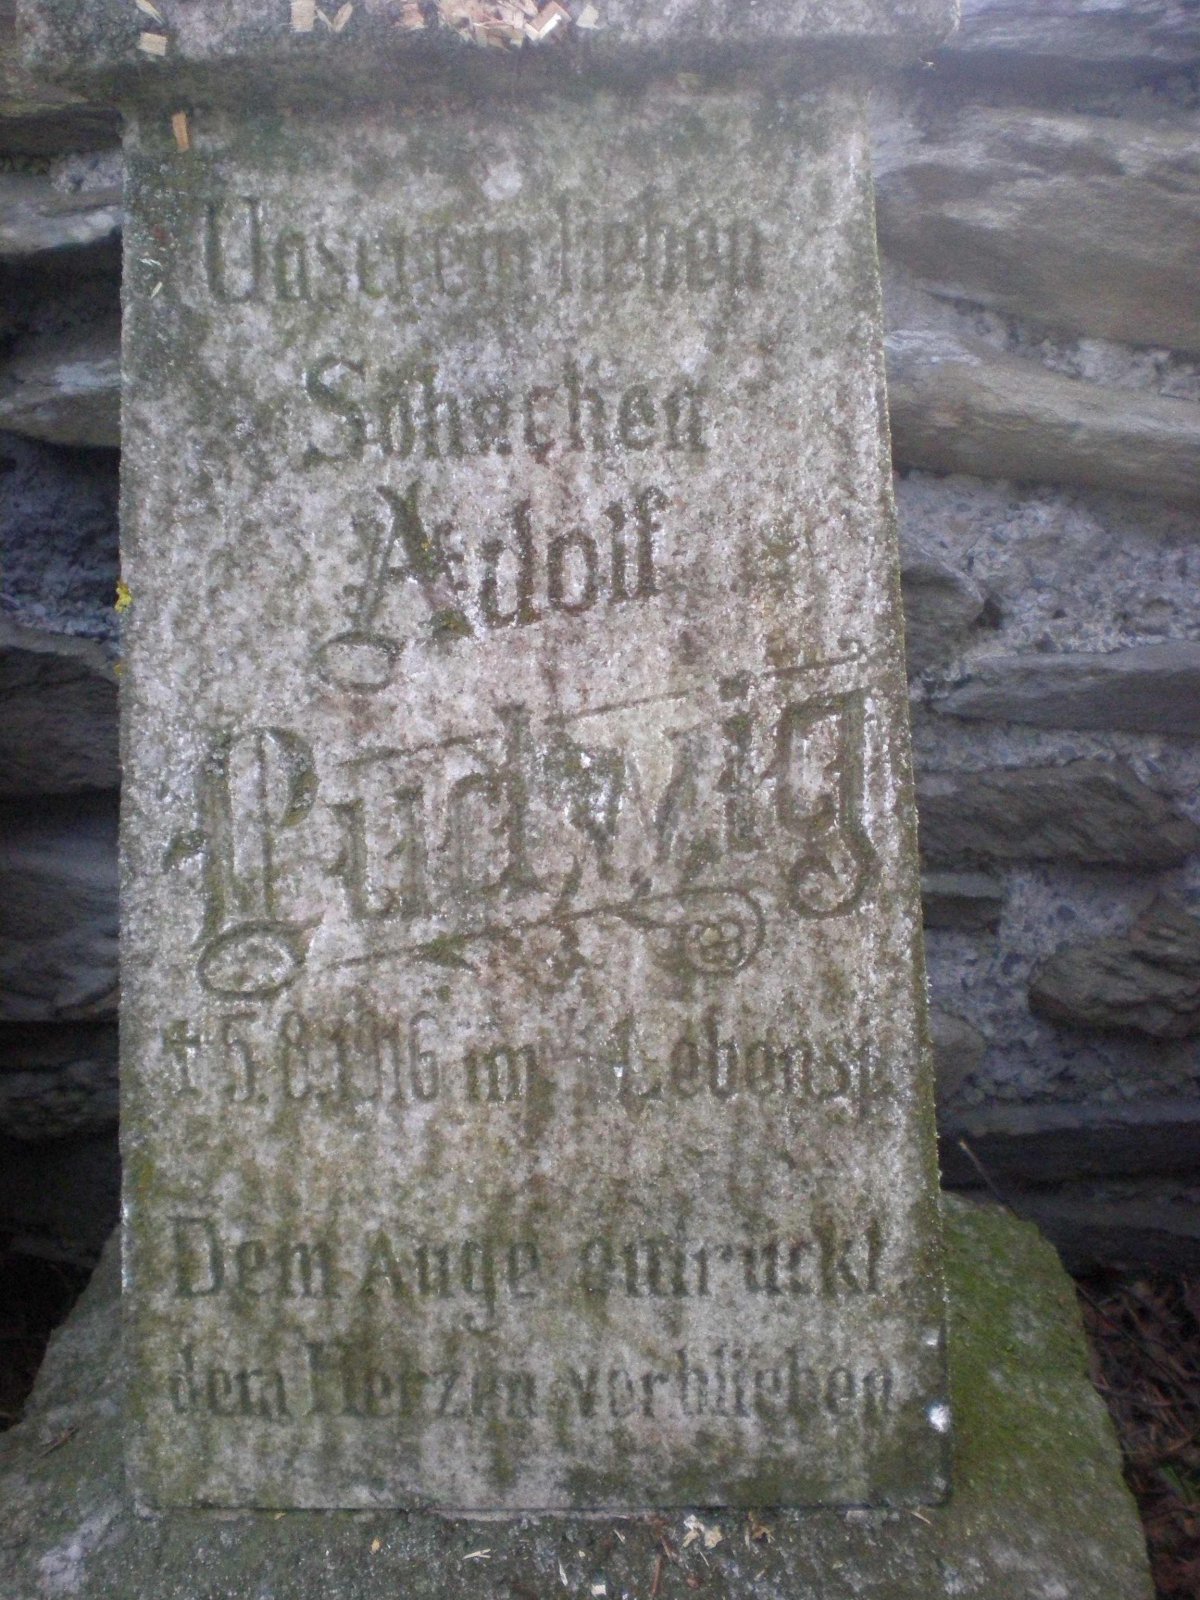 Unserem lieben
Söhnchen
Adolf
Ludwig
† 5.8.1916 im Lebensj.
Dem Auge entrückt
dem Herzen verblieben